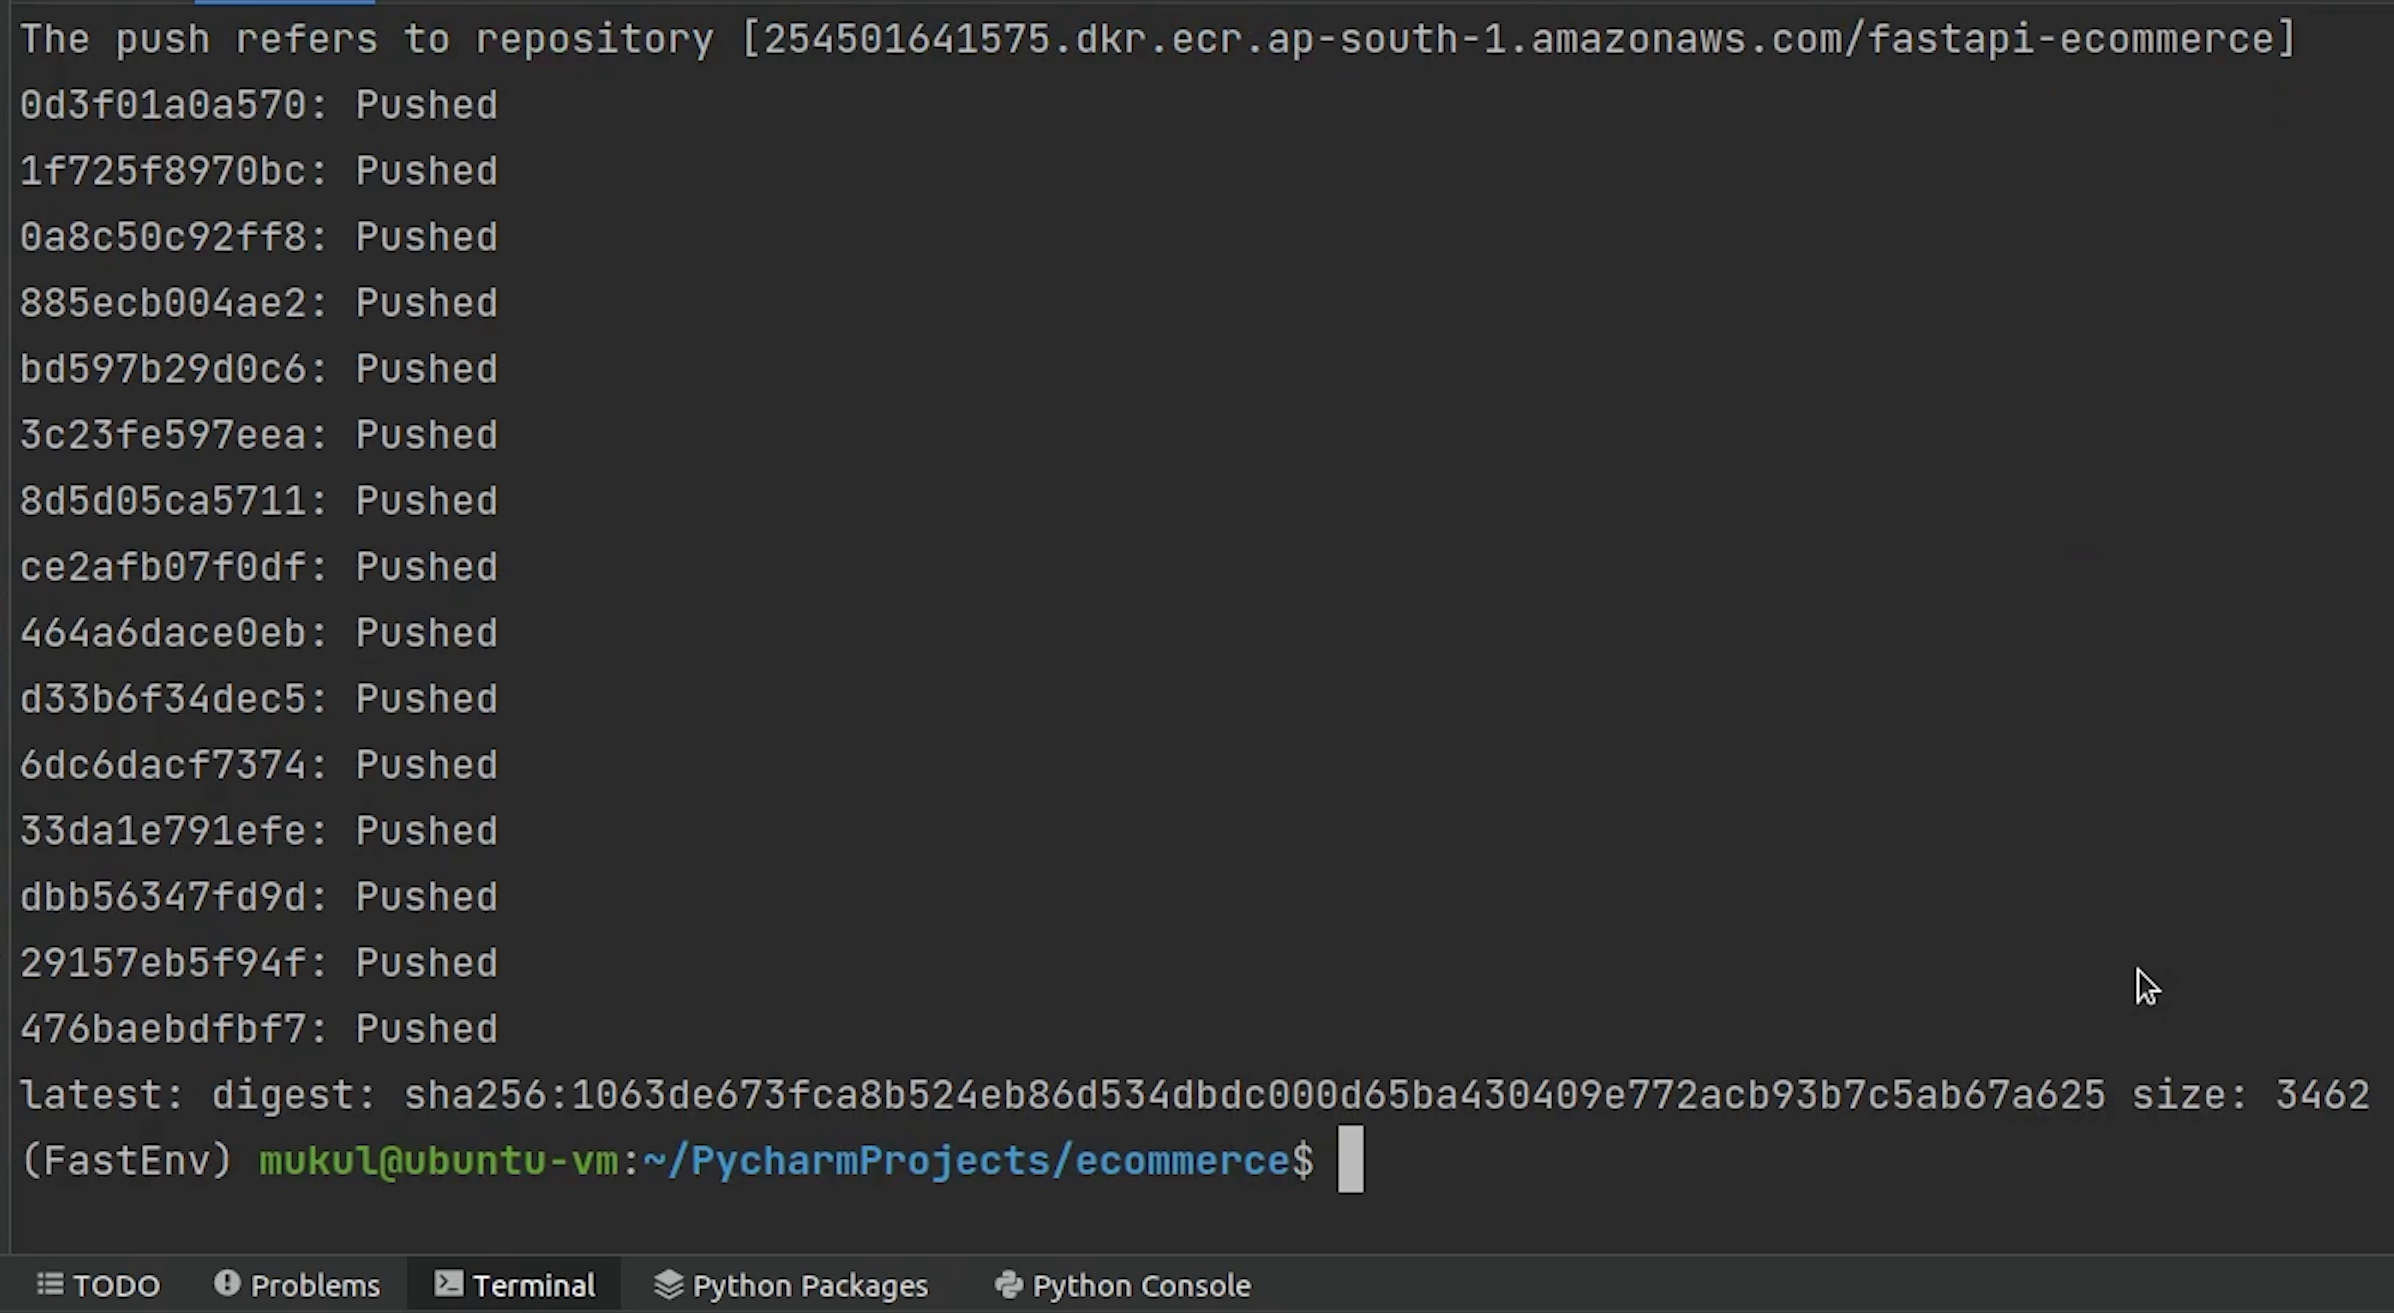 The push refers to repository [254501641575.dkr.ecr.ap-south-1.amazonaws.com/fastapi-ecommerce]
0d3f01a0a570: Pushed
1f725f8970bc: Pushed
0a8c50c92ff8: Pushed
885ecb004ae2: Pushed
bd597b29d0c6: Pushed
3c23fe597eea: Pushed
8d5d05ca5711: Pushed
ce2afb07f0df: Pushed
464a6dace0eb: Pushed
d33b6f34dec5: Pushed
6dc6dacf7374: Pushed
33da1e791efe: Pushed
dbb56347fd9d: Pushed
29157eb5f94f: Pushed
476baebdfbf7: Pushed
latest: digest: sha256:1063de673fca8b524eb86d534dbdc000d65ba430409e772acb93b7c5ab67a625 size: 3462
(FastEnv) mukul@ubuntu-vm:~/PycharmProjects/ecommerce$
TODO Problems Terminal Python Packages Python Console